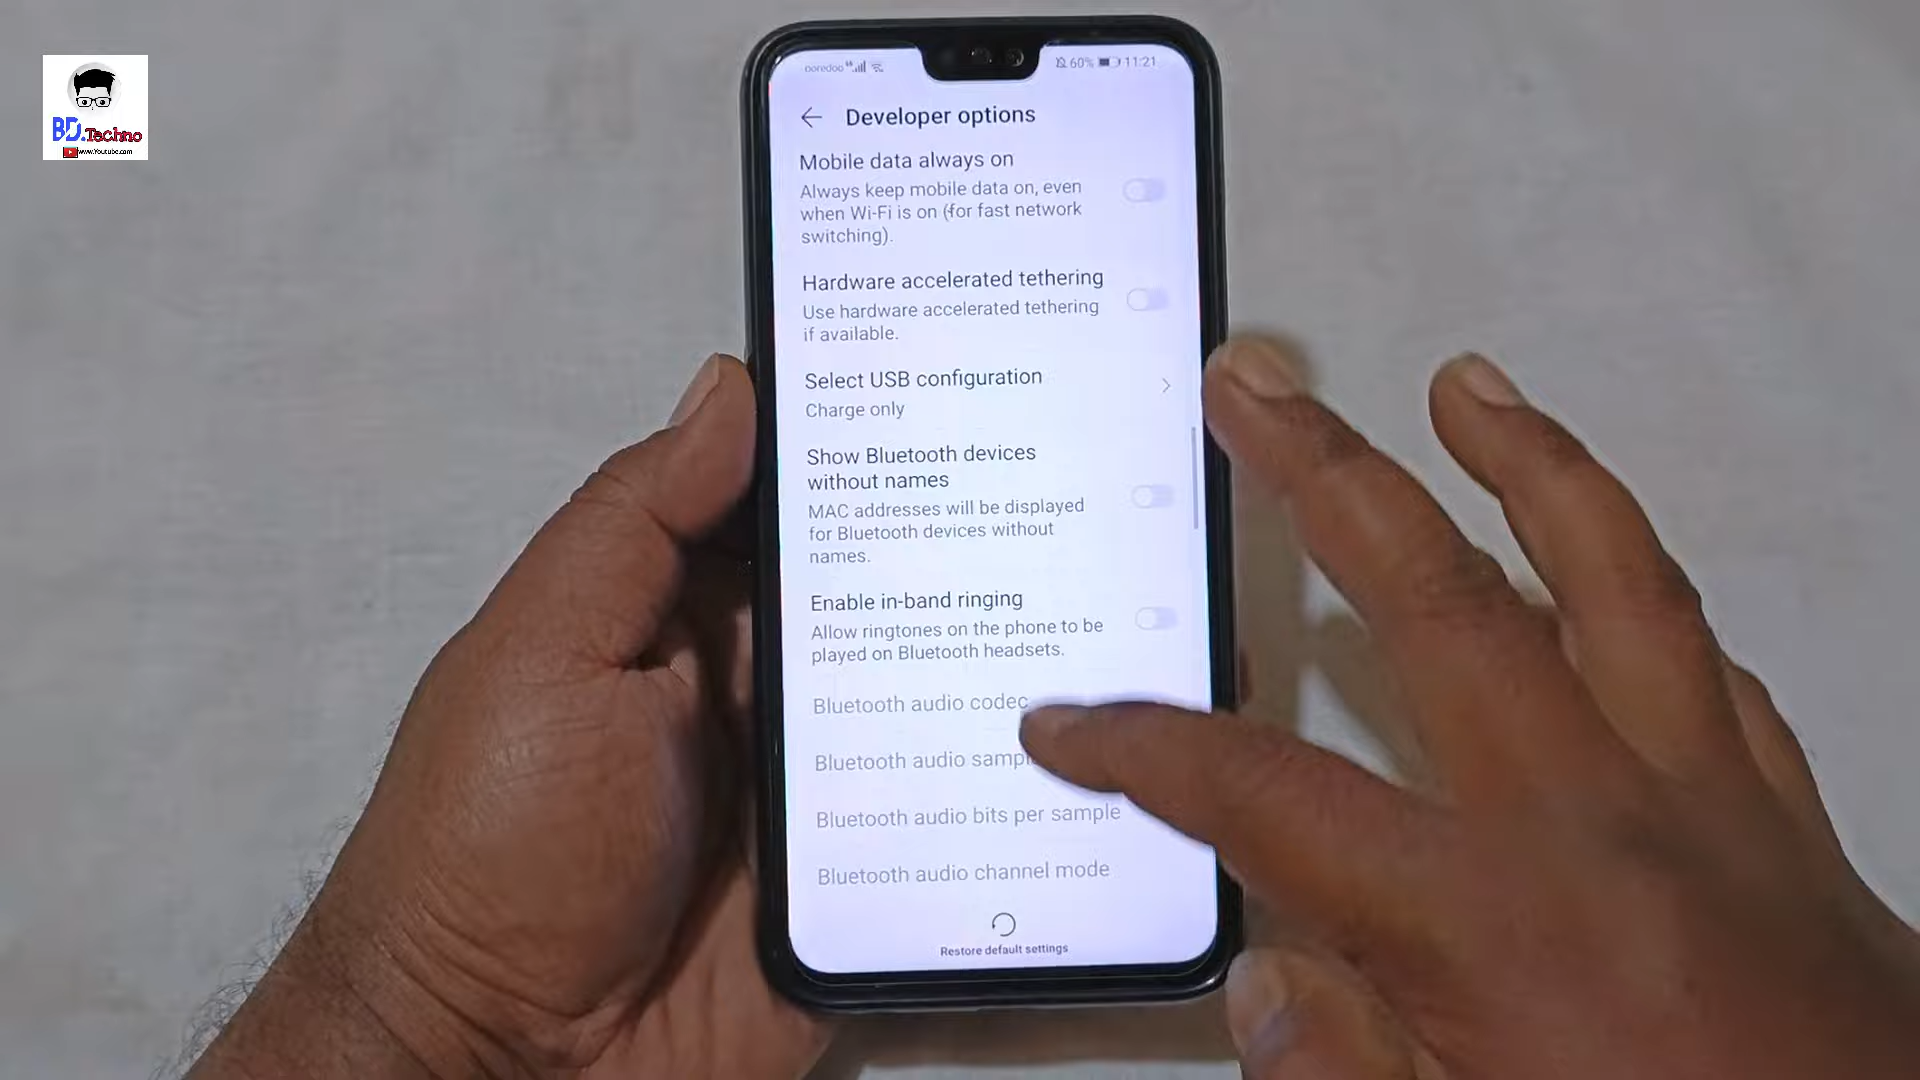 BD.Techno
www.Youtube.com
ooredoo
60% 11:21
Developer options
Mobile data always on
Always keep mobile data on, even
when Wi-Fi is on (for fast network
switching).
Hardware accelerated tethering
Use hardware accelerated tethering
if available.
Select USB configuration
Charge only
Show Bluetooth devices
without names
MAC addresses will be displayed
for Bluetooth devices without
names.
Enable in-band ringing
Allow ringtones on the phone to be
played on Bluetooth headsets.
Bluetooth audio codec
Bluetooth audio
Bluetooth audio bits per sample
Bluetooth audio channel mode
Restore default settings